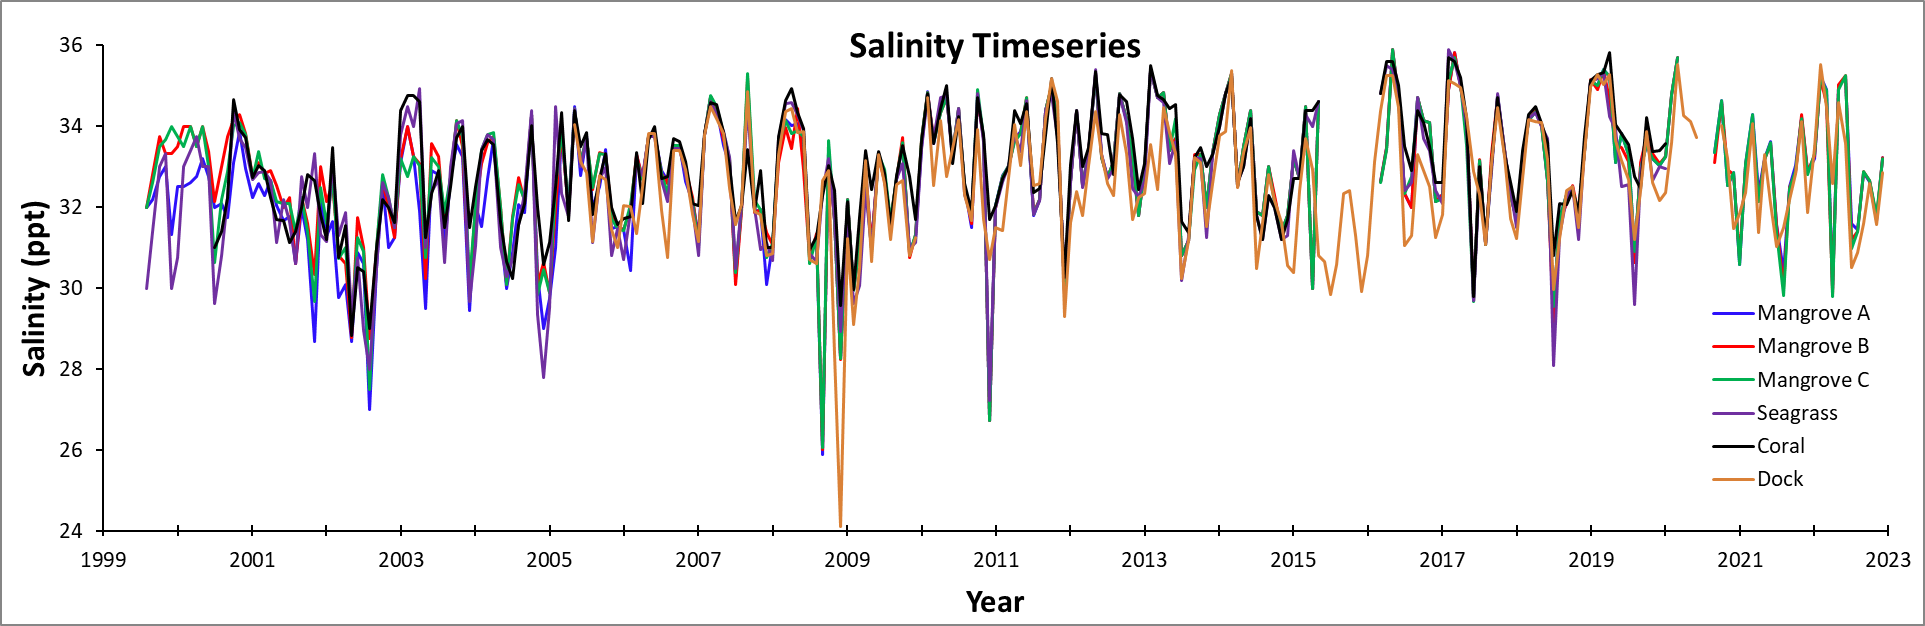 Salinity Timeseries
Salinity (ppt)
36
34
32
30
28
26
24
1999
2001
2003
2005
2007
2009
2011
2013
2015
2017
2019
2021
2023
Year
Mangrove A
Mangrove B
Mangrove C
Seagrass
Coral
Dock